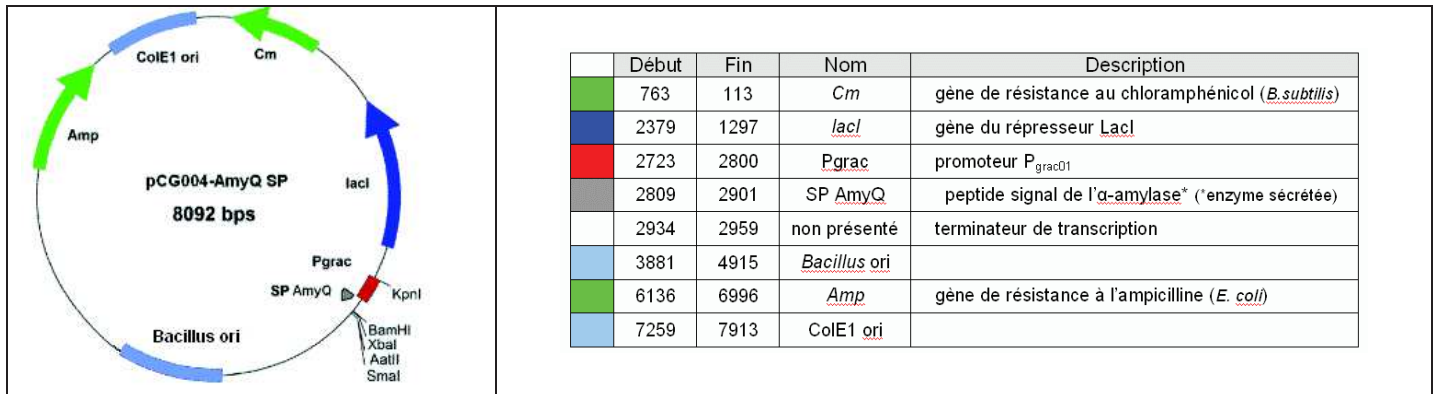 ColE1 ori
Cm
Amp
pCG004-AmyQ SP
8092 bps
lacI
Pgrac
SP AmyQ
KpnI
BamHI
XbaI
AatII
SmaI
Bacillus ori
Début Fin Nom Description
763 113 Cm gène de résistance au chloramphénicol (B.subtilis)
2379 1297 lacI gène du répresseur LacI
2723 2800 Pgrac promoteur Pgrac01
2809 2901 SP AmyQ peptide signal de l'α-amylase* (*enzyme sécrétée)
2934 2959 non présenté terminateur de transcription
3881 4915 Bacillus ori
6136 6996 Amp gène de résistance à l'ampicilline (E. coli)
7259 7913 ColE1 ori